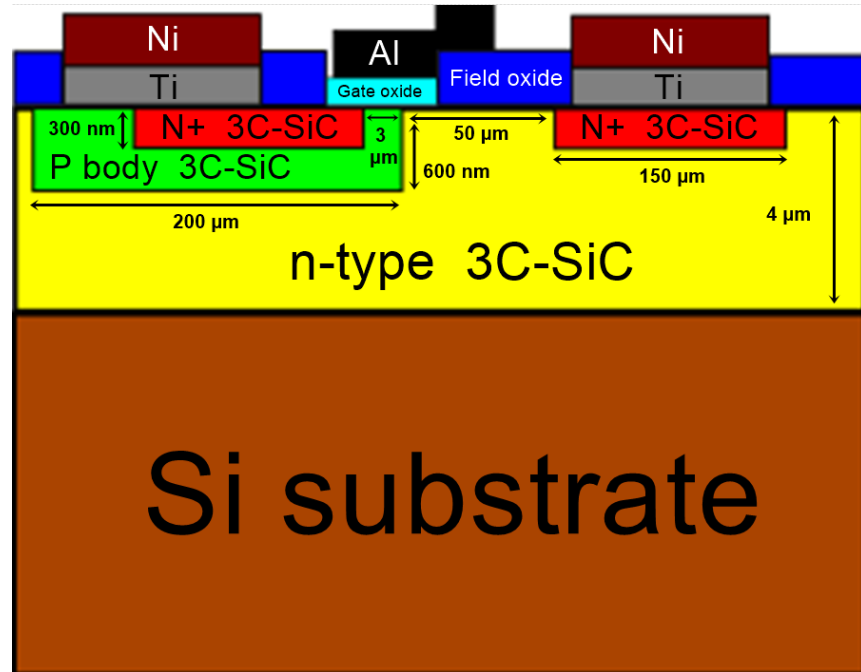 Ni
Al
Ni
Ti
Gate oxide
Field oxide
Ti
300 nm
N+ 3C-SiC
3
µm
50 µm
N+ 3C-SiC
P body 3C-SiC
600 nm
150 µm
200 µm
4 µm
n-type 3C-SiC
Si substrate